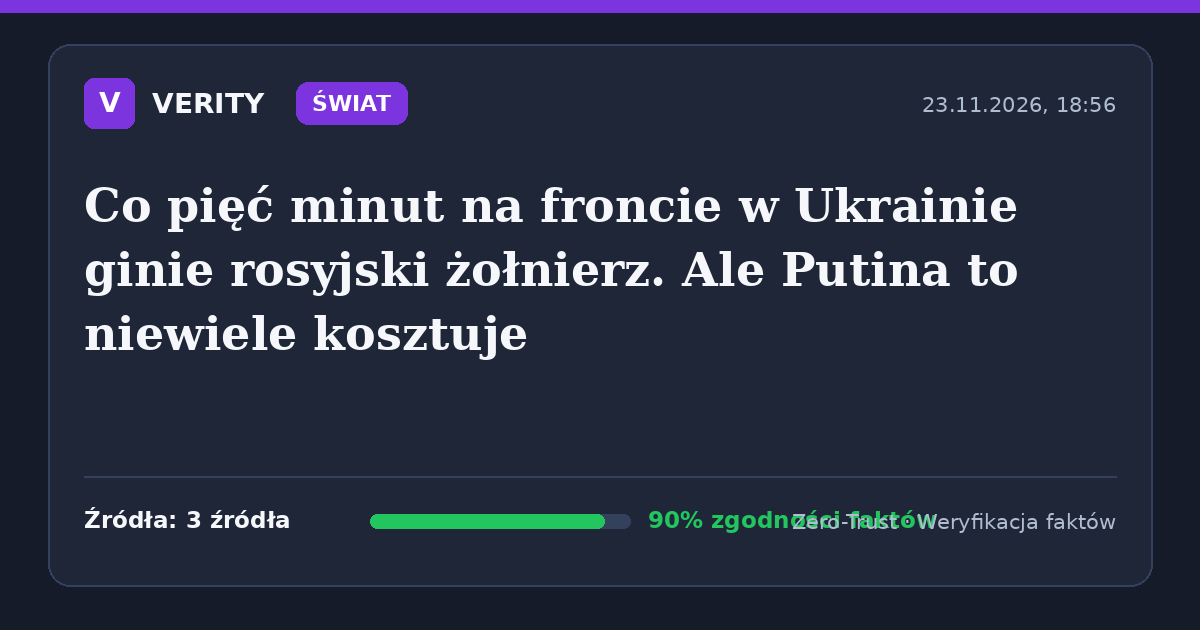 V VERITY ŚWIAT 23.11.2026, 18:56
Co pięć minut na froncie w Ukrainie
ginie rosyjski żołnierz. Ale Putina to
niewiele kosztuje
Źródła: 3 źródła 90% zgodności faktów Zero-Trust · Weryfikacja faktów